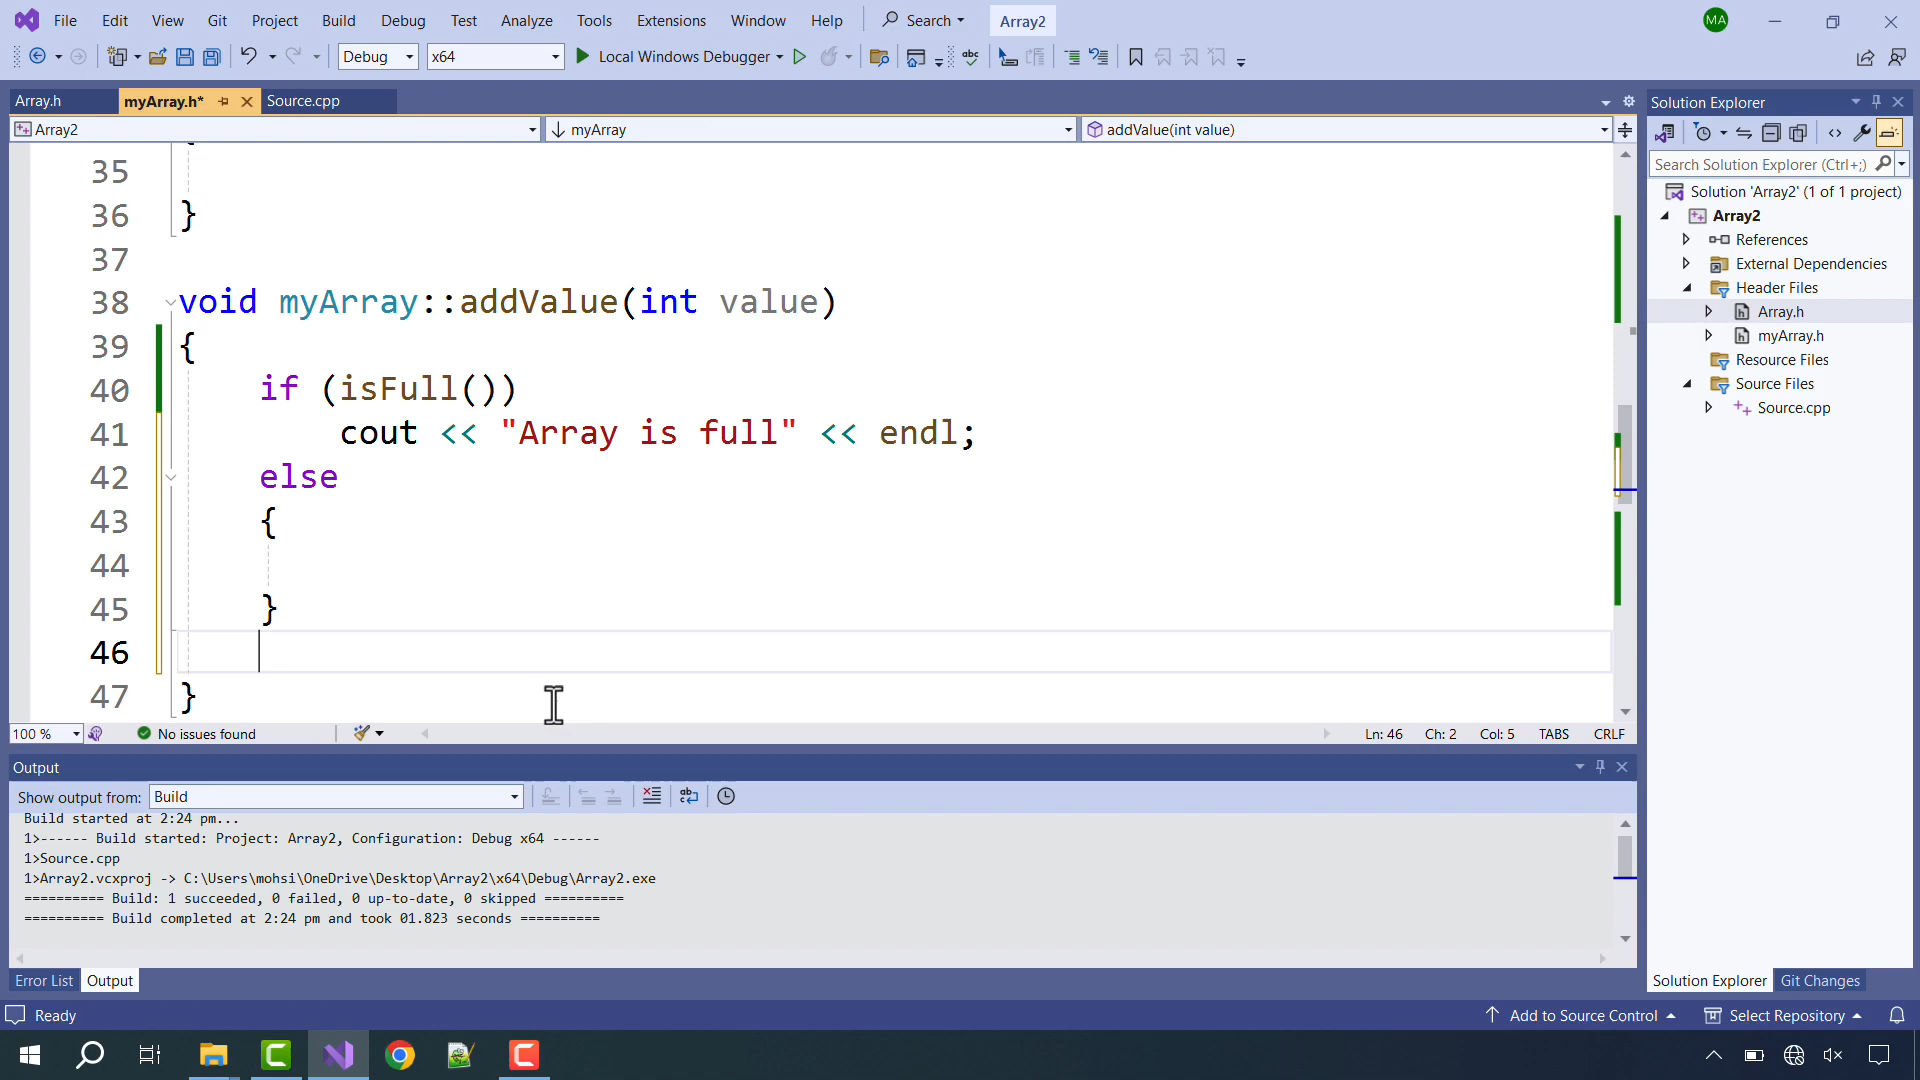 File Edit View Git Project Build Debug Test Analyze Tools Extensions Window Help Search Array2 MA
Debug x64 Local Windows Debugger abc
Array.h myArray.h* Source.cpp
Array2 myArray addValue(int value)
35
36 }
37
38 void myArray::addValue(int value)
39 {
40 if (isFull())
41 cout << "Array is full" << endl;
42 else
43 {
44
45 }
46
47 }
100 % No issues found Ln: 46 Ch: 2 Col: 5 TABS CRLF
Output
Show output from: Build
Build started at 2:24 pm...
1>------ Build started: Project: Array2, Configuration: Debug x64 ------
1>Source.cpp
1>Array2.vcxproj -> C:\Users\mohsi\OneDrive\Desktop\Array2\x64\Debug\Array2.exe
========== Build: 1 succeeded, 0 failed, 0 up-to-date, 0 skipped ==========
========== Build completed at 2:24 pm and took 01.823 seconds ==========
Error List Output
Solution Explorer
Search Solution Explorer (Ctrl+;)
Solution 'Array2' (1 of 1 project)
Array2
References
External Dependencies
Header Files
Array.h
myArray.h
Resource Files
Source Files
Source.cpp
Solution Explorer Git Changes
Ready Add to Source Control Select Repository